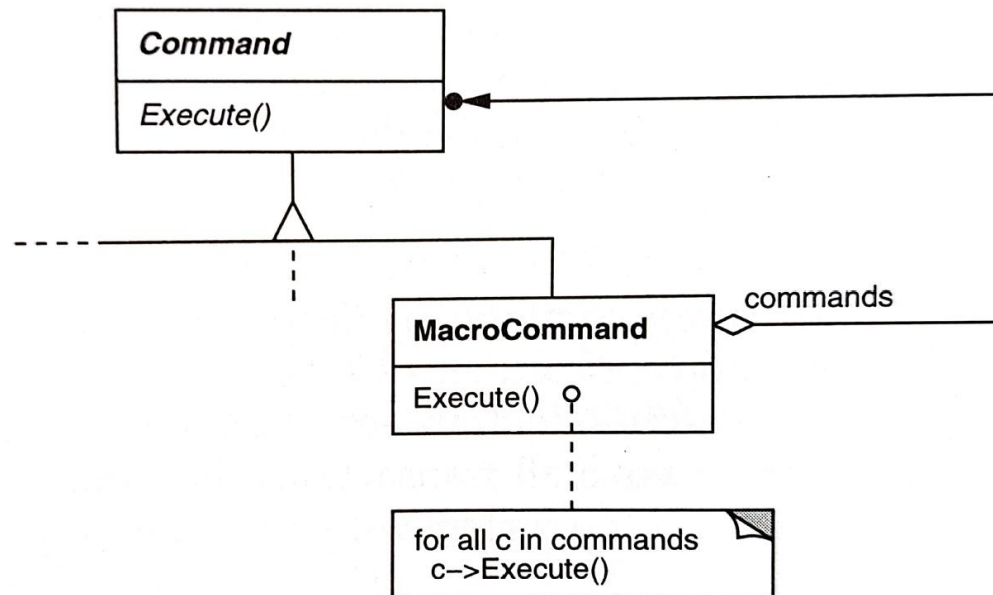 Command
Execute()
commands
MacroCommand
Execute()
for all c in commands
c–>Execute()